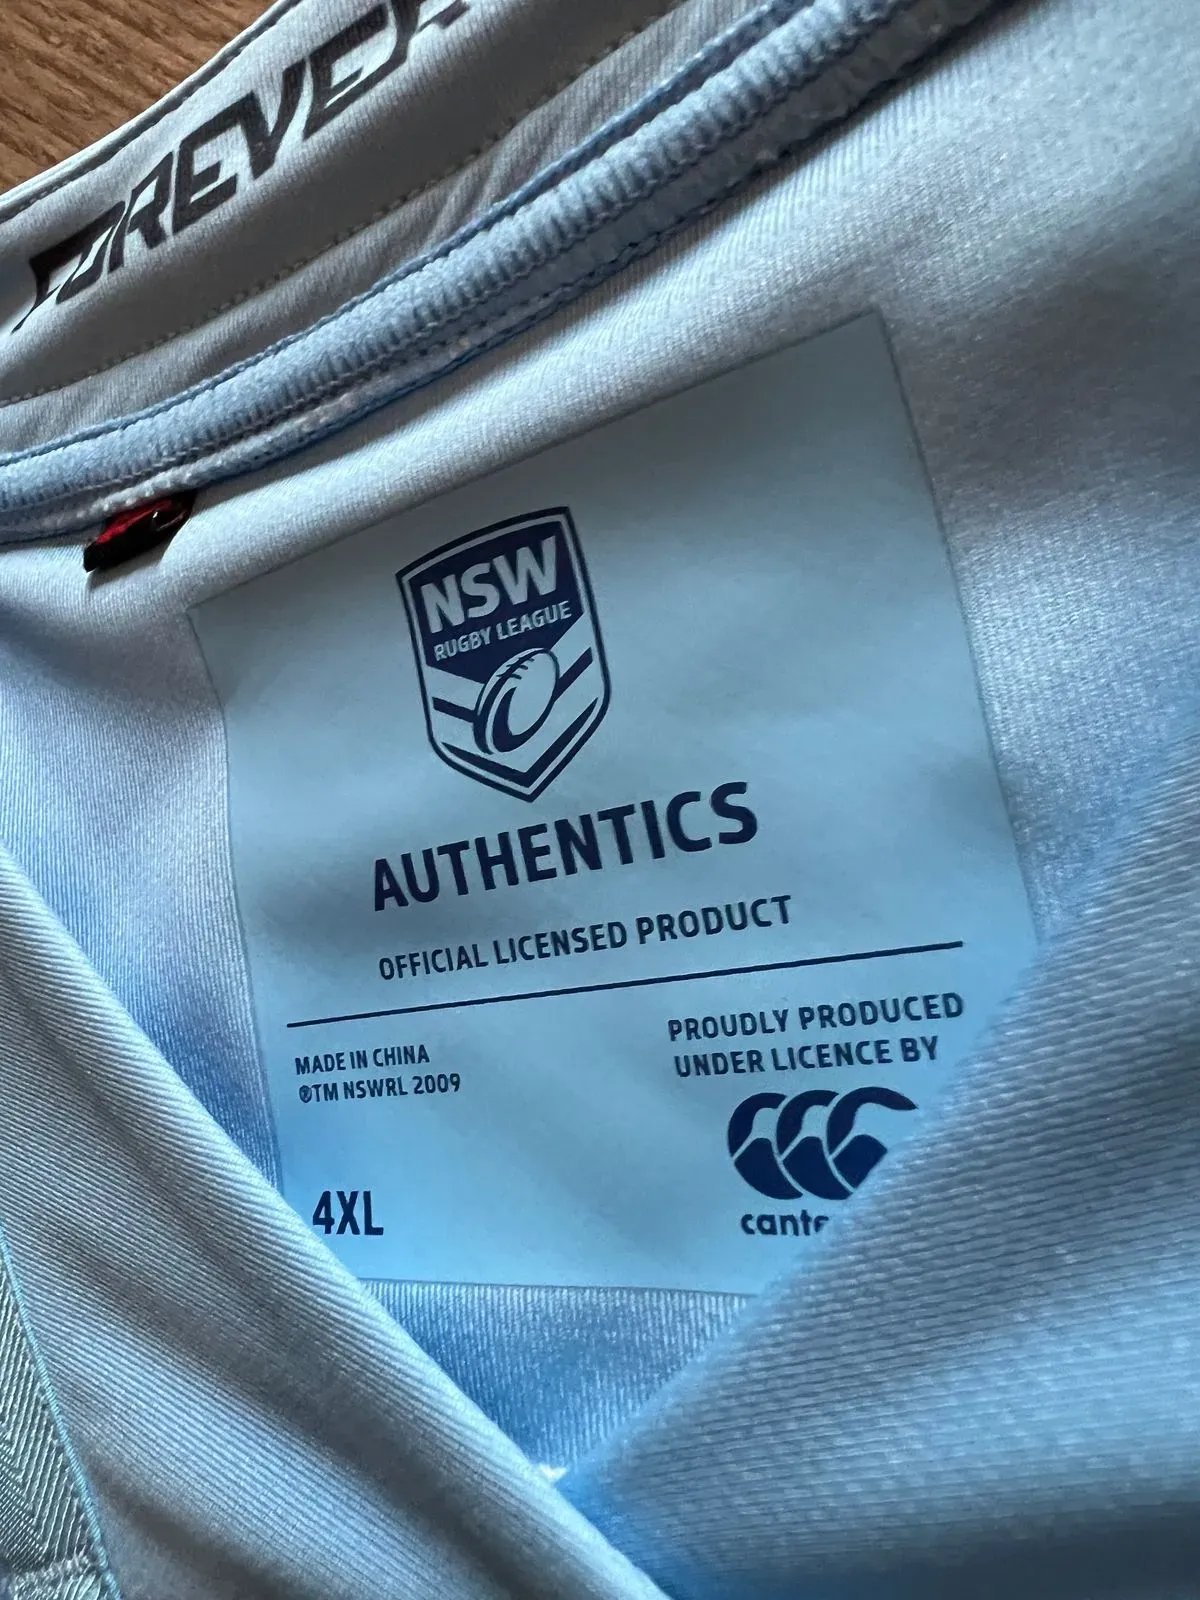 FOREVER
NSW
RUGBY LEAGUE
AUTHENTICS
OFFICIAL LICENSED PRODUCT
MADE IN CHINA
®TM NSWRL 2009
4XL
PROUDLY PRODUCED
UNDER LICENCE BY